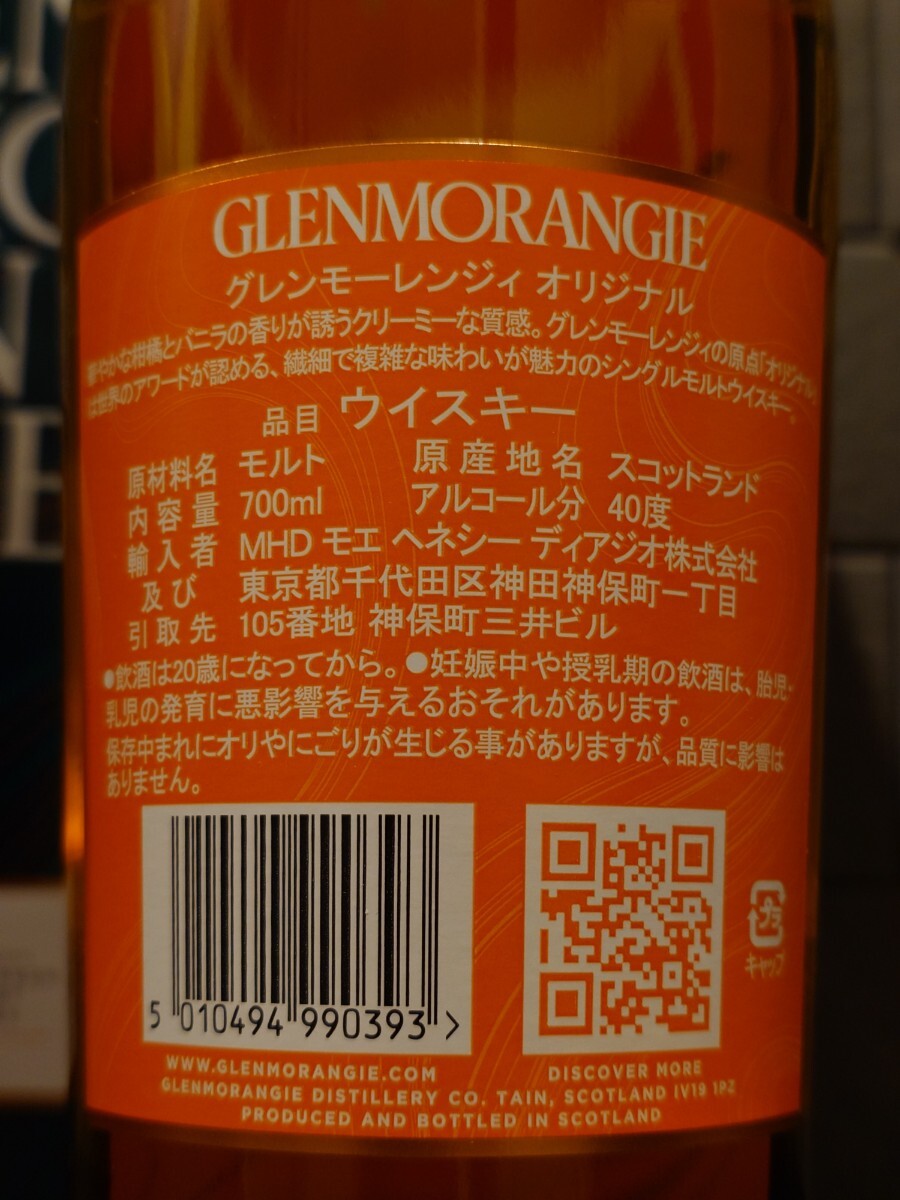 GLENMORANGIE
グレンモーレンジィ オリジナル
華やかな柑橘とバニラの香りが誘うクリーミーな質感。グレンモーレンジィの原点「オリジナル」
は世界のアワードが認める、繊細で複雑な味わいが魅力のシングルモルトウイスキー。
品目 ウイスキー
原材料名 モルト 原産地名 スコットランド
内容量 700ml アルコール分 40度
輸入者 MHD モエ ヘネシー ディアジオ株式会社
及び 東京都千代田区神田神保町一丁目
引取先 105番地 神保町三井ビル
●飲酒は20歳になってから。●妊娠中や授乳期の飲酒は、胎児・
乳児の発育に悪影響を与えるおそれがあります。
保存中まれにオリやにごりが生じる事がありますが、品質に影響は
ありません。
5 010494 990393 >
プラ
キャップ
WWW.GLENMORANGIE.COM DISCOVER MORE
GLENMORANGIE DISTILLERY CO. TAIN, SCOTLAND IV19 1PZ
PRODUCED AND BOTTLED IN SCOTLAND